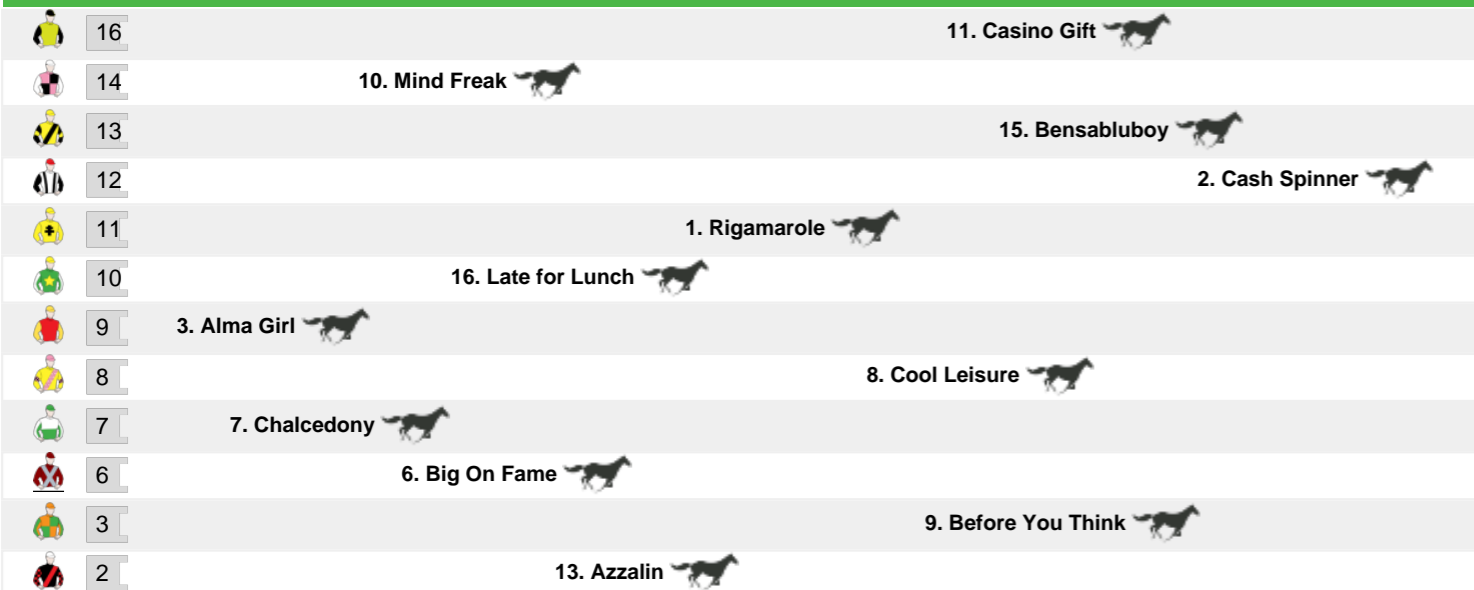 16 11. Casino Gift
14 10. Mind Freak
13 15. Bensabluboy
12 2. Cash Spinner
11 1. Rigamarole
10 16. Late for Lunch
9 3. Alma Girl
8 8. Cool Leisure
7 7. Chalcedony
6 6. Big On Fame
3 9. Before You Think
2 13. Azzalin